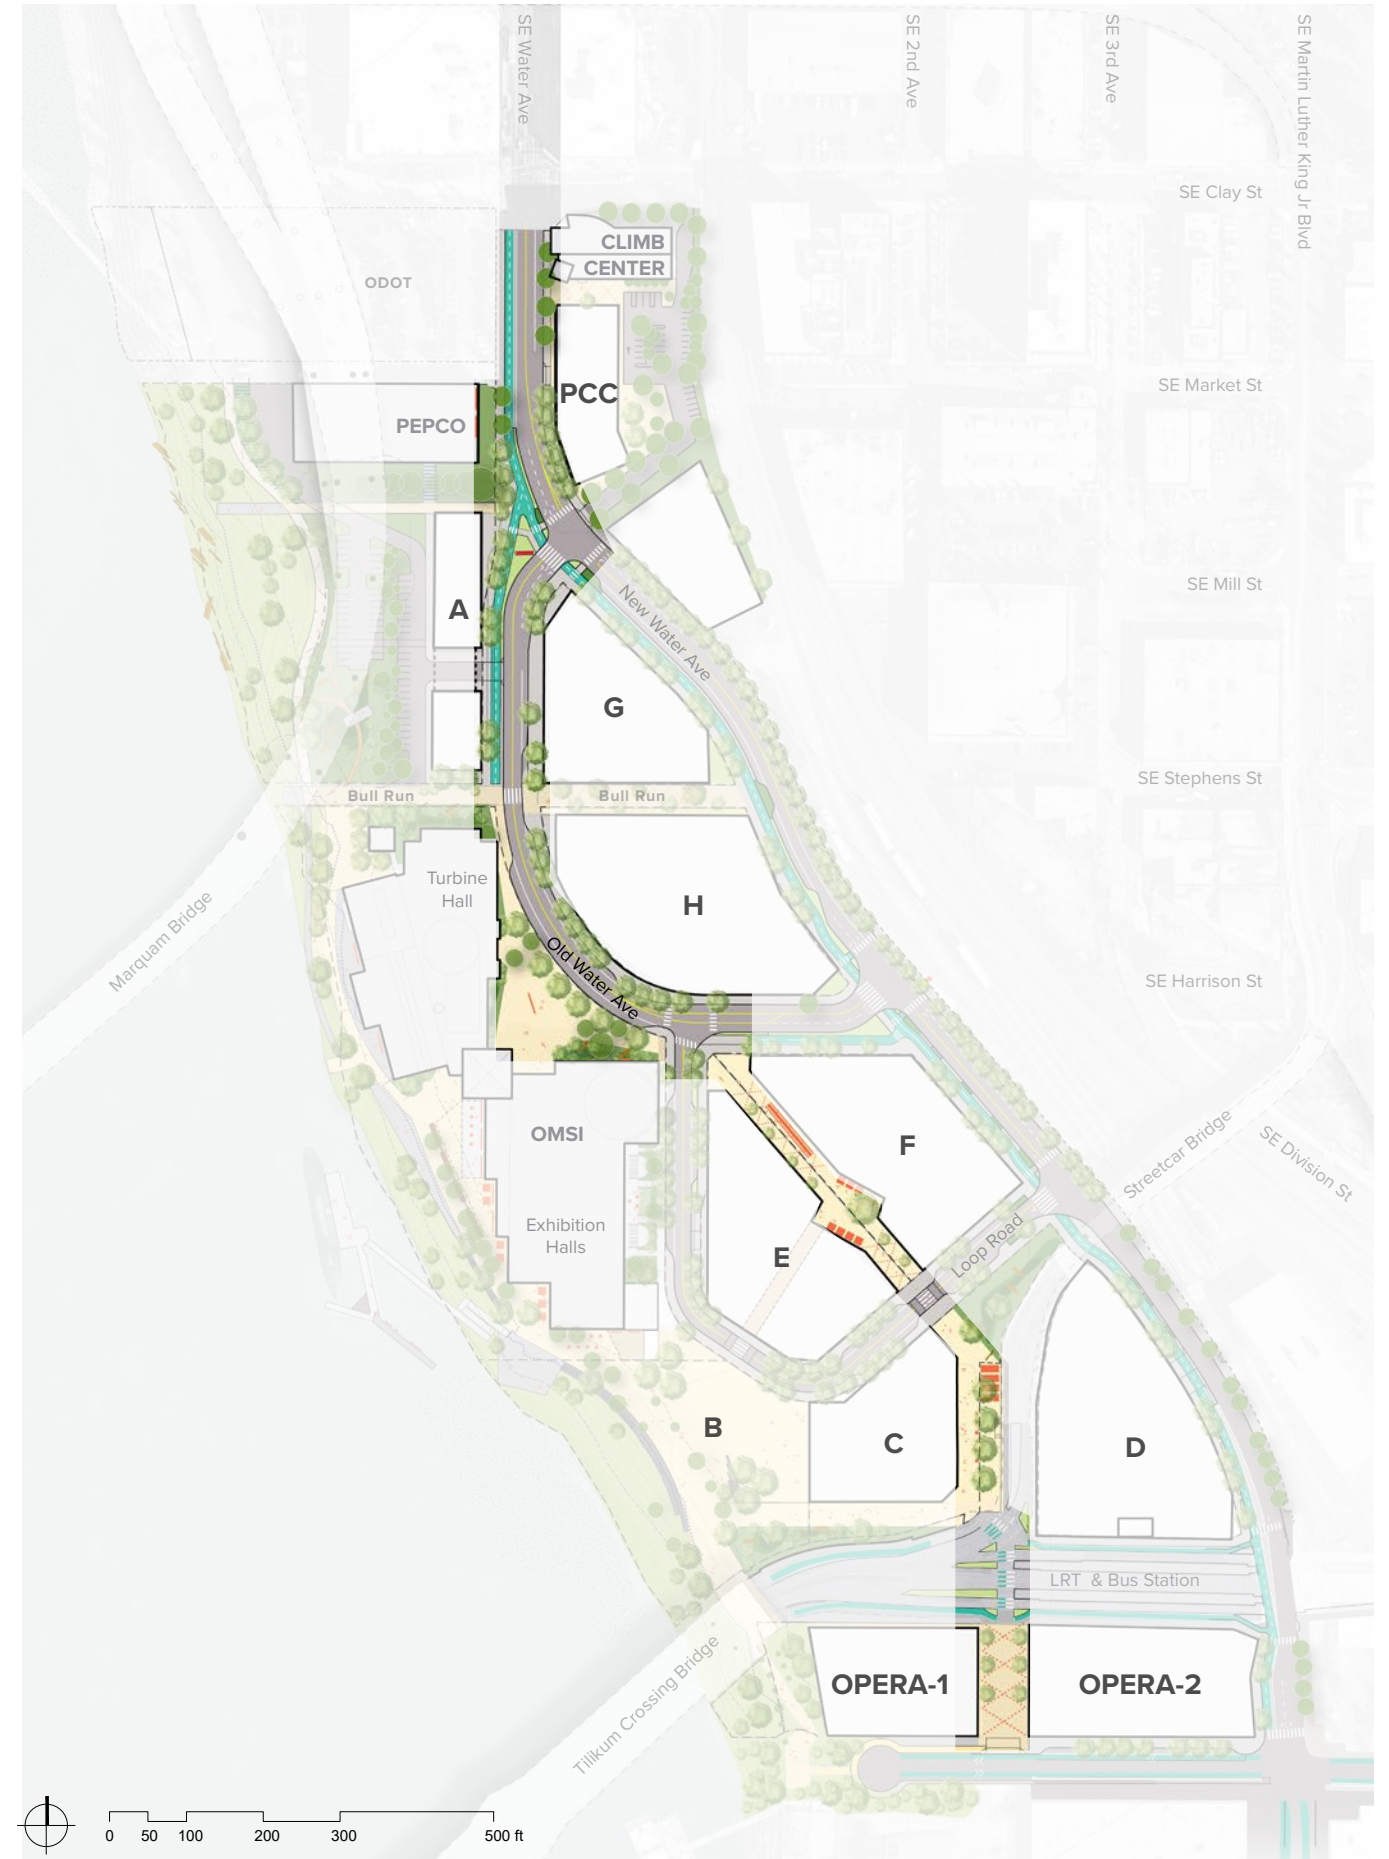 SE Water Ave
SE 2nd Ave
SE 3rd Ave
SE Martin Luther King Jr Blvd
SE Clay St
CLIMB
CENTER
ODOT
SE Market St
PCC
PEPCO
SE Mill St
A
New Water Ave
G
SE Stephens St
Bull Run
Bull Run
Turbine
Hall
H
Marquam Bridge
Old Water Ave
SE Harrison St
OMSI
F
Streetcar Bridge
SE Division St
Exhibition
Halls
E
Loop Road
B
C
D
LRT & Bus Station
OPERA-1
OPERA-2
Tilikum Crossing Bridge
0 50 100 200 300 500 ft